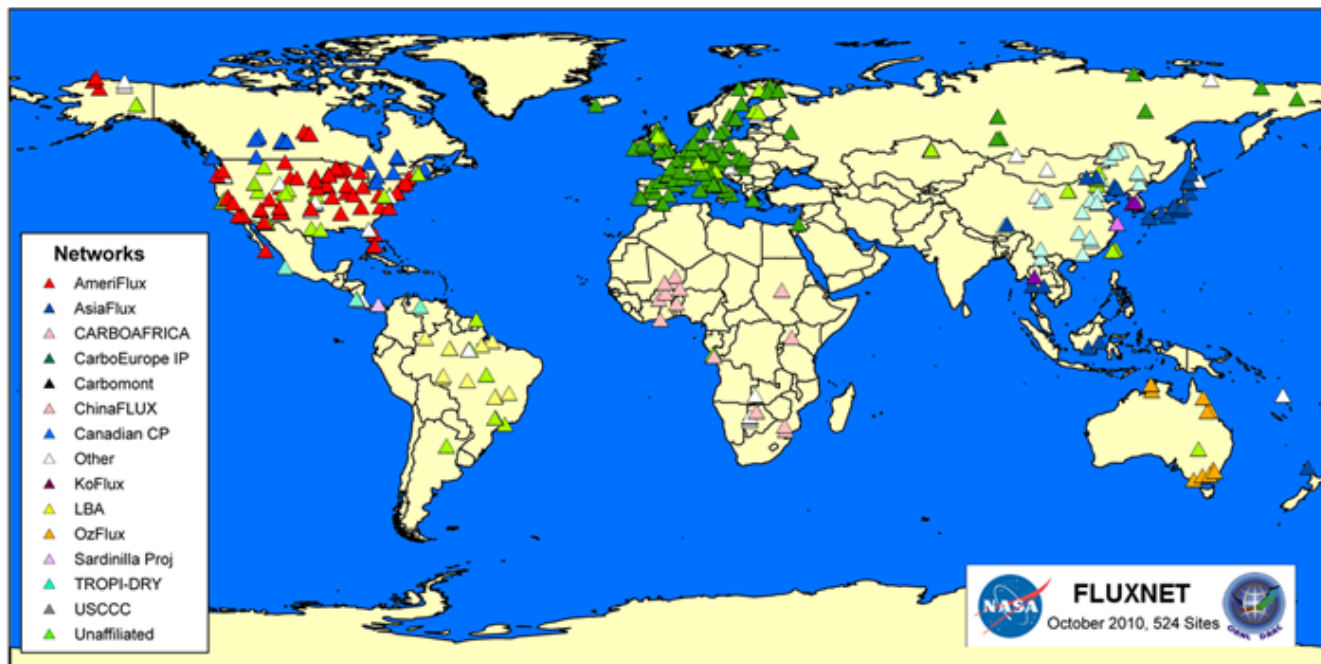 Networks
AmeriFlux
AsiaFlux
CARBOAFRICA
CarboEurope IP
Carbomont
ChinaFLUX
Canadian CP
Other
KoFlux
LBA
OzFlux
Sardinilla Proj
TROPI-DRY
USCCC
Unaffiliated
NASA
FLUXNET
October 2010, 524 Sites
ORNL DAAC